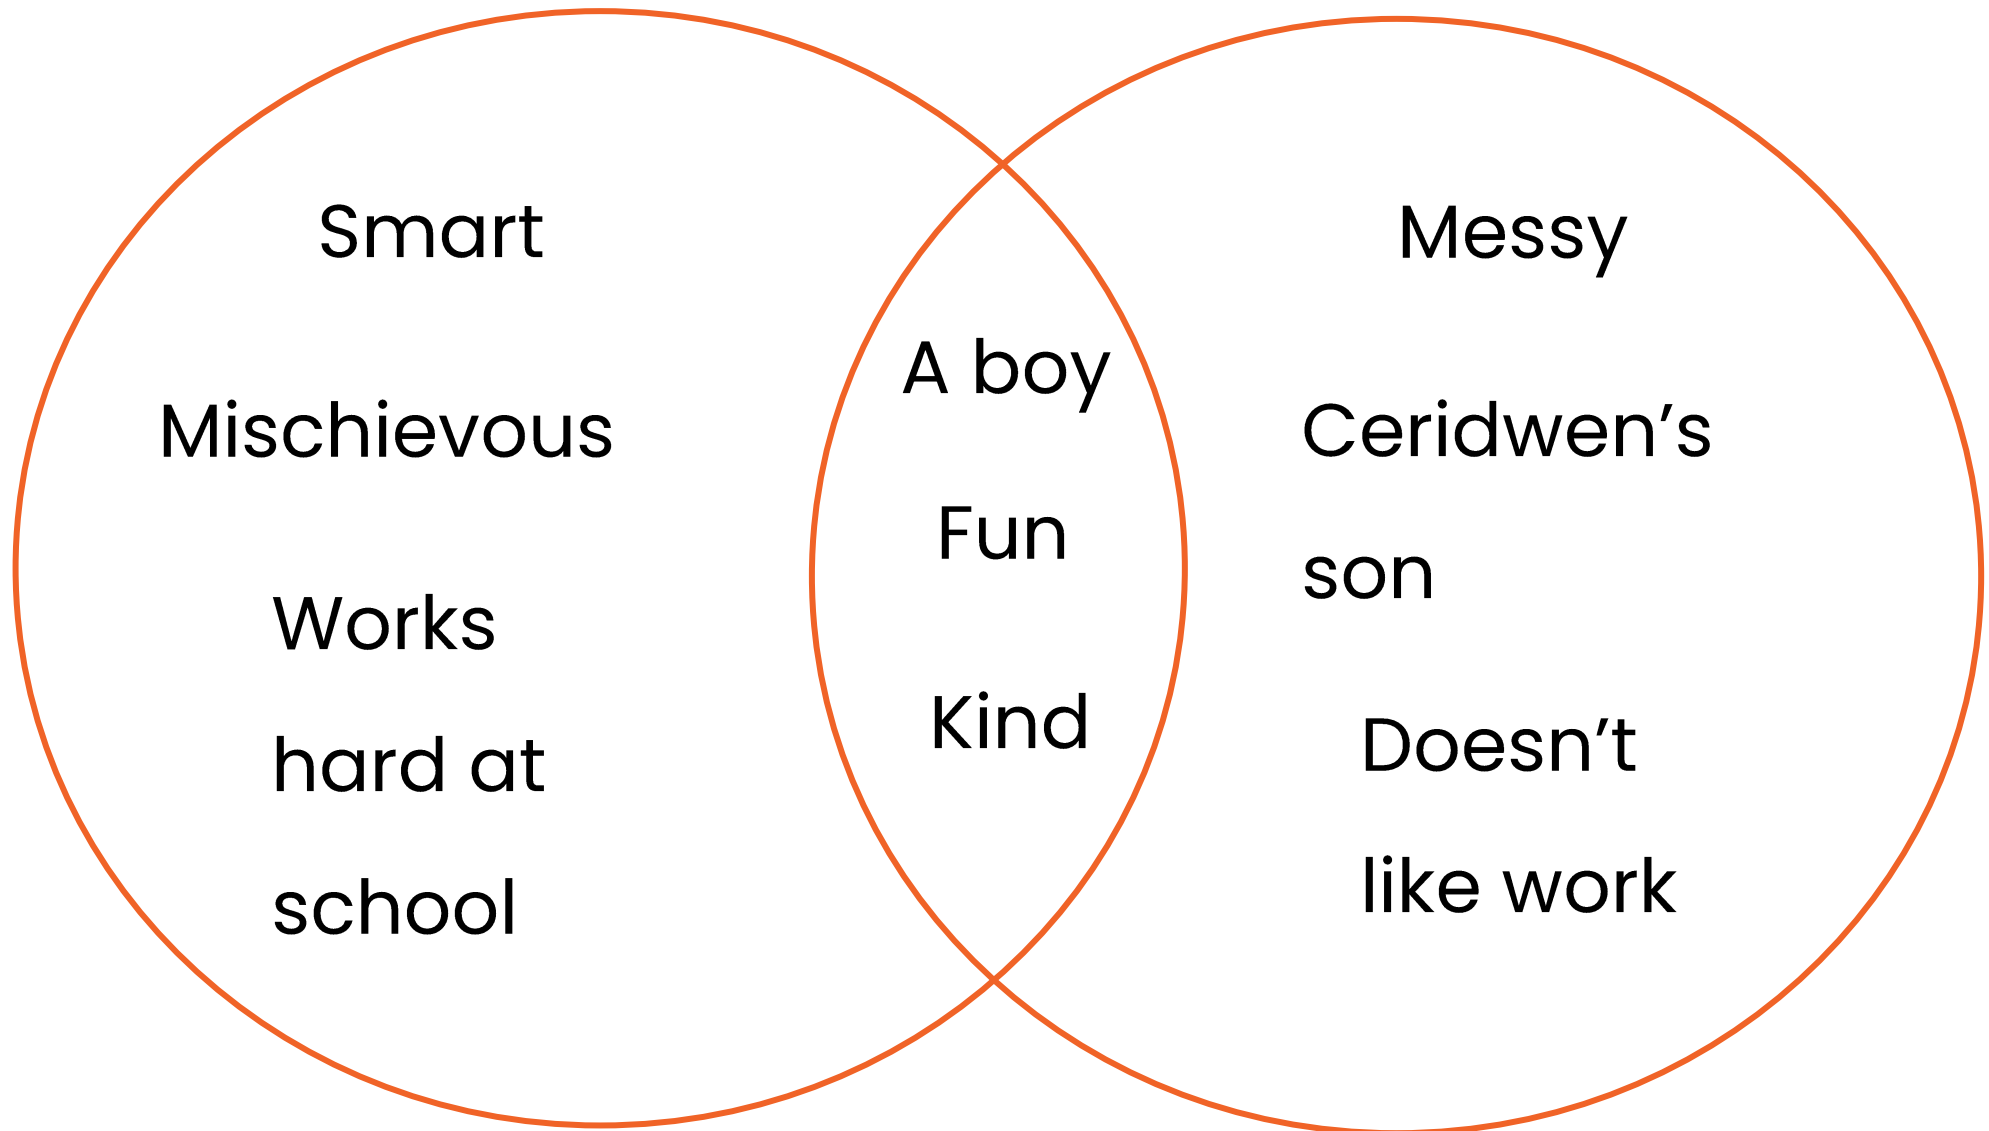 Smart
Mischievous
Works
hard at
school
A boy
Fun
Kind
Messy
Ceridwen’s
son
Doesn’t
like work